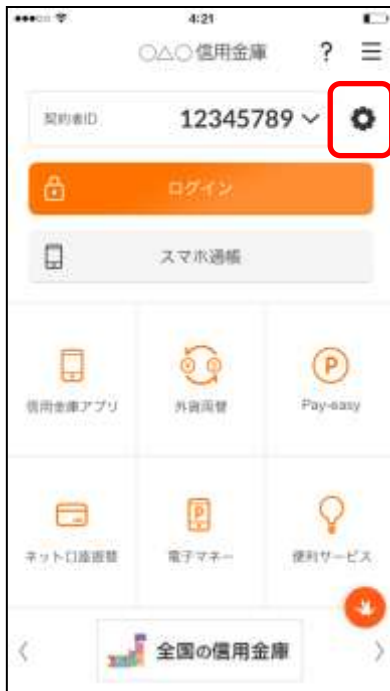 4:21
○△○信用金庫 ?
契約者ID 12345789
ログイン
スマホ通帳
信用金庫アプリ 外貨両替 Pay-easy
ネット口座振替 電子マネー 便利サービス
全国の信用金庫